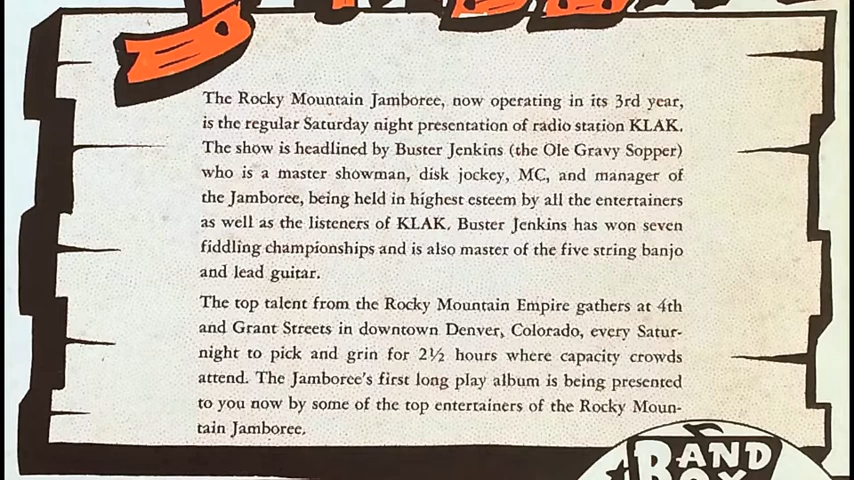 The Rocky Mountain Jamboree, now operating in its 3rd year,
is the regular Saturday night presentation of radio station KLAK.
The show is headlined by Buster Jenkins (the Ole Gravy Sopper)
who is a master showman, disk jockey, MC, and manager of
the Jamboree, being held in highest esteem by all the entertainers
as well as the listeners of KLAK. Buster Jenkins has won seven
fiddling championships and is also master of the five string banjo
and lead guitar.
The top talent from the Rocky Mountain Empire gathers at 4th
and Grant Streets in downtown Denver, Colorado, every Satur-
night to pick and grin for 2½ hours where capacity crowds
attend. The Jamboree's first long play album is being presented
to you now by some of the top entertainers of the Rocky Moun-
tain Jamboree.
BAND
BOX